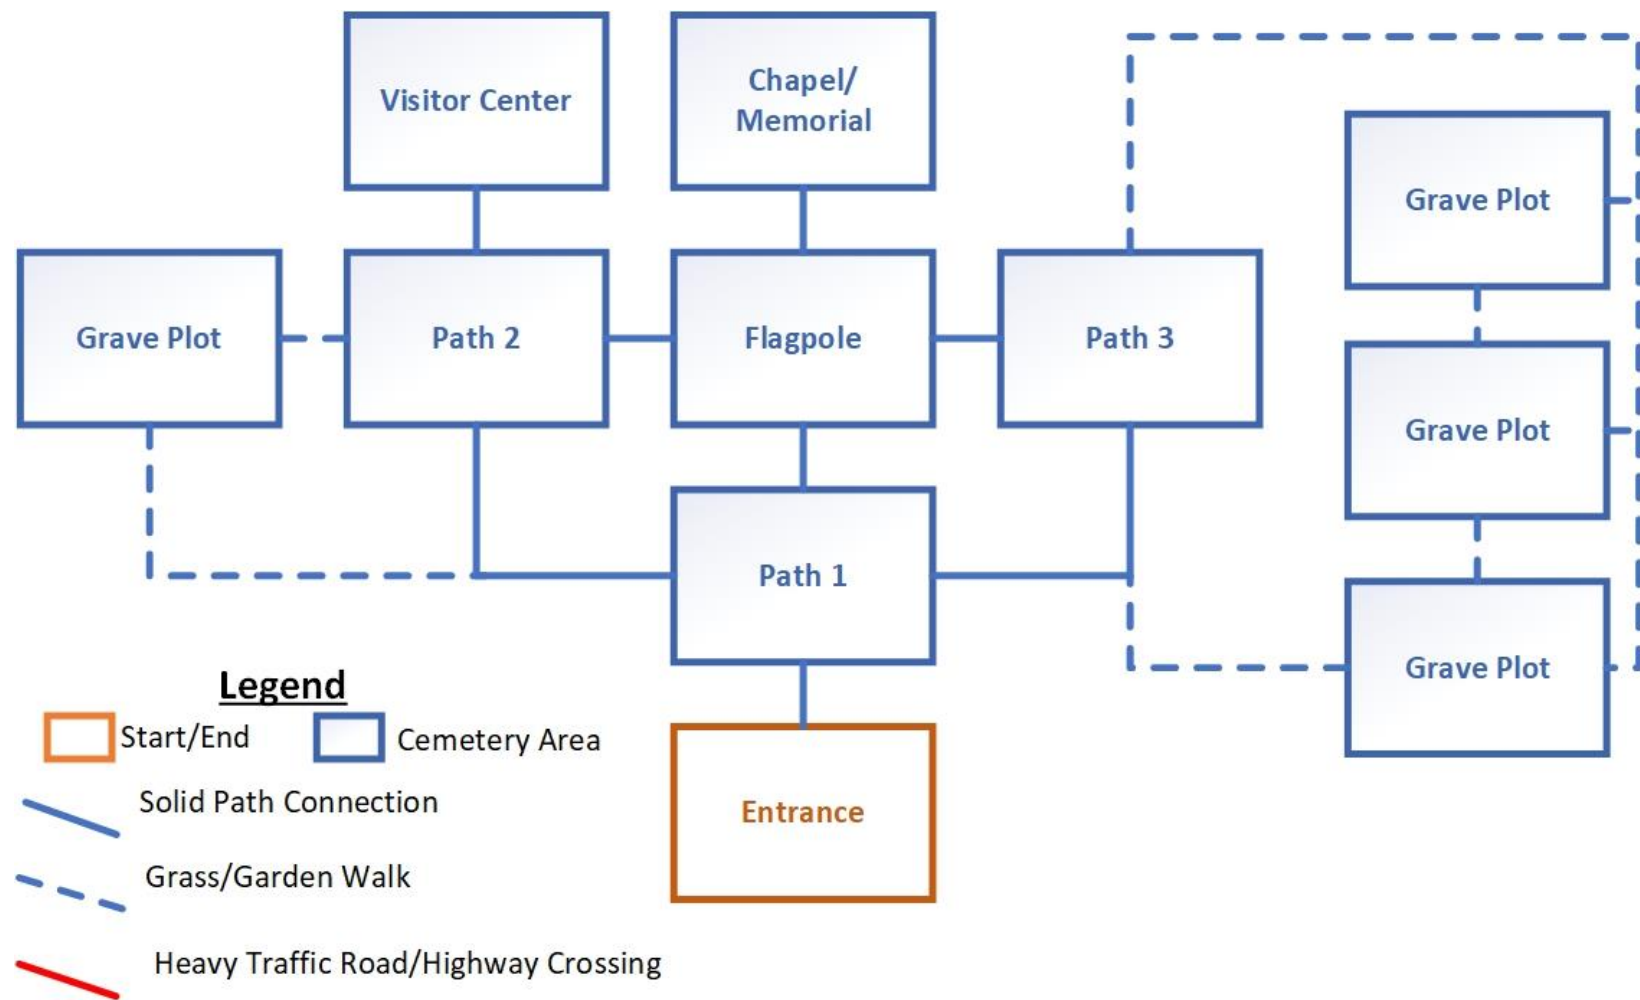 Visitor Center
Chapel/
Memorial
Grave Plot
Grave Plot
Path 2
Flagpole
Path 3
Grave Plot
Path 1
Grave Plot
Legend
Start/End
Cemetery Area
Solid Path Connection
Entrance
Grass/Garden Walk
Heavy Traffic Road/Highway Crossing